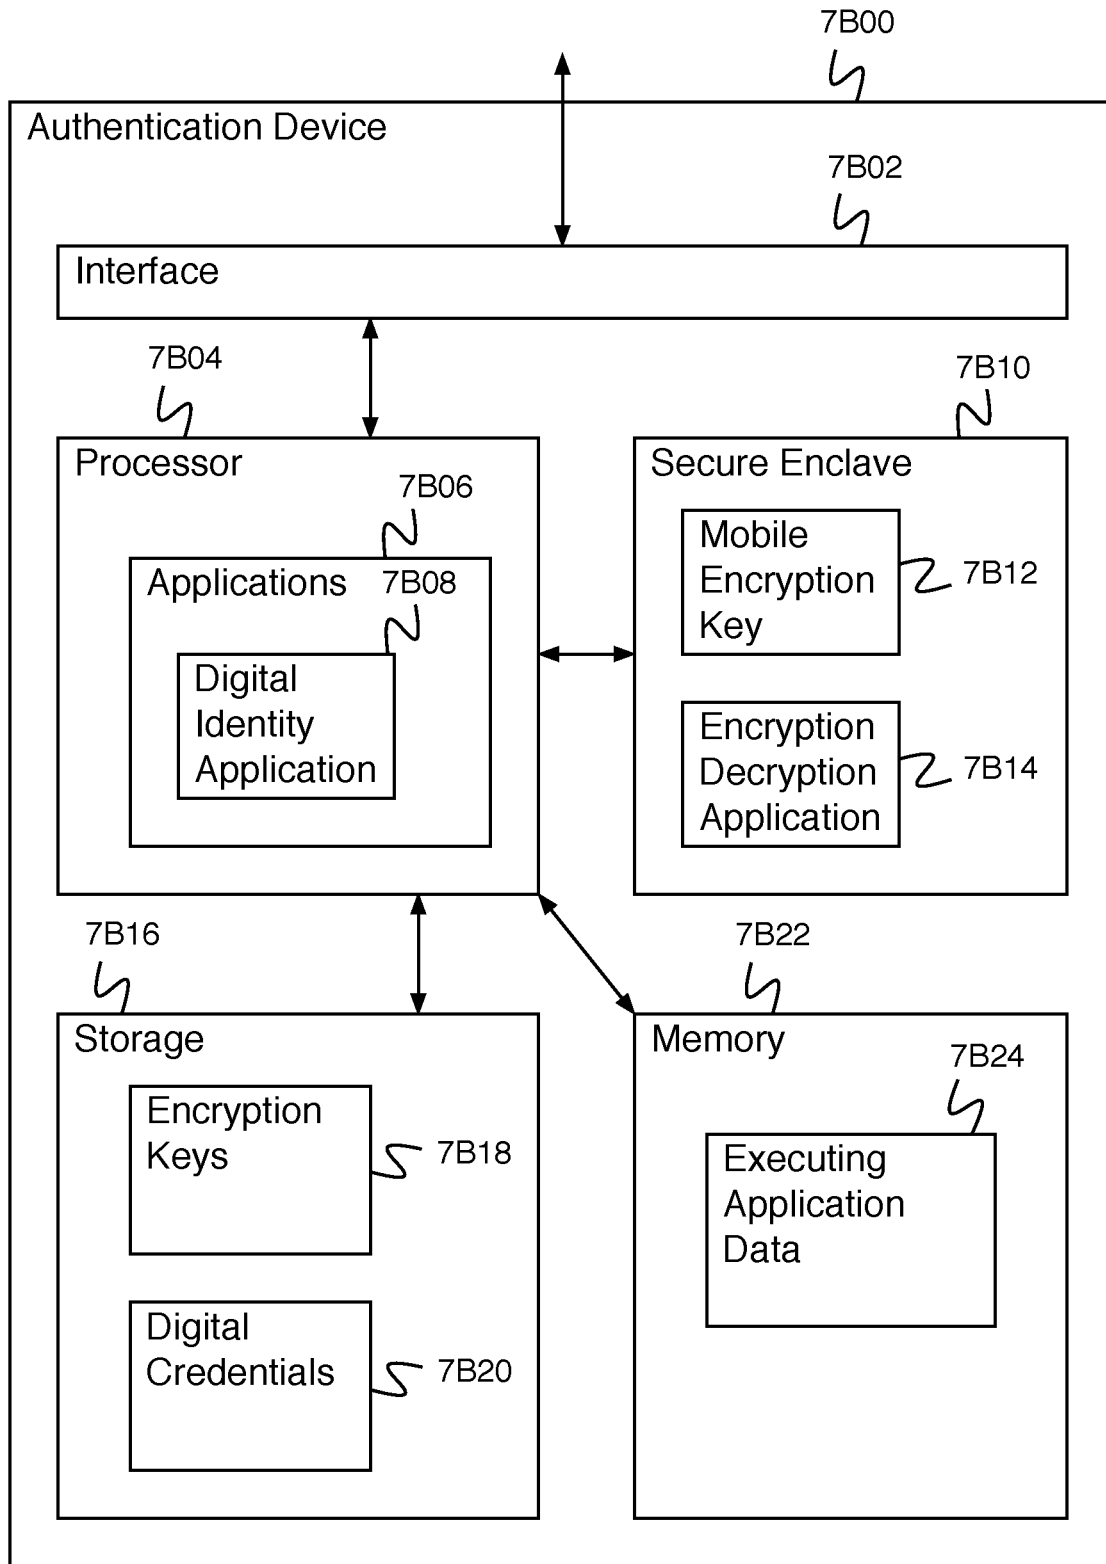 7B00
Authentication Device
7B02
Interface
7B04
7B10
Processor
Secure Enclave
7B06
Mobile
Encryption
Key
7B12
Applications
7B08
Digital
Identity
Application
Encryption
Decryption
Application
7B14
7B16
7B22
Storage
Memory
7B24
Encryption
Keys
7B18
Executing
Application
Data
Digital
Credentials
7B20